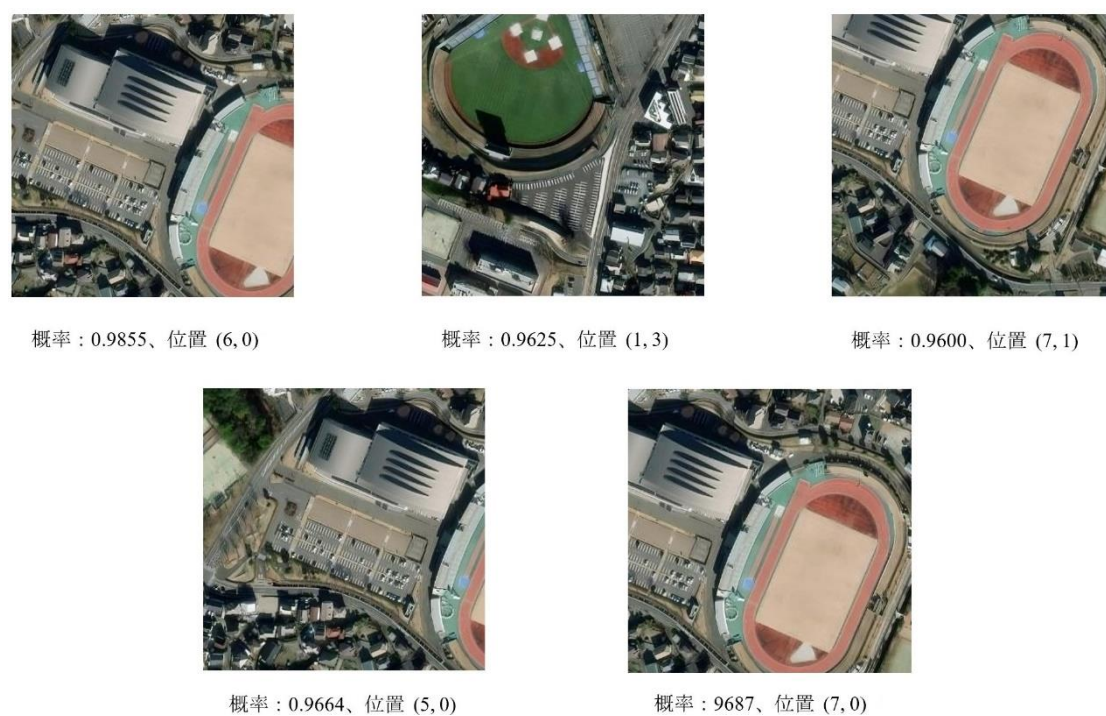 概率：0.9855、位置 (6, 0)
概率：0.9625、位置 (1, 3)
概率：0.9600、位置 (7, 1)
概率：0.9664、位置 (5, 0)
概率：9687、位置 (7, 0)